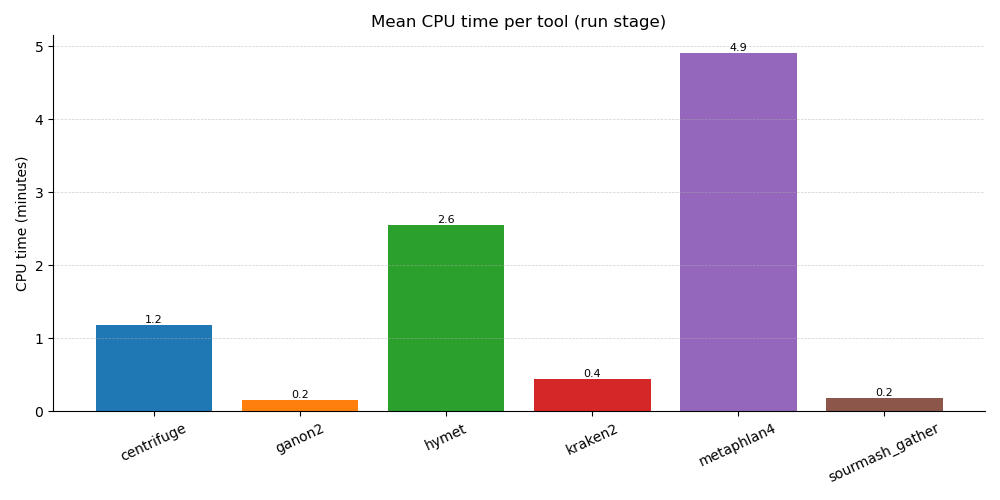 Mean CPU time per tool (run stage)
CPU time (minutes)
5
4
3
2
1
0
1.2
0.2
2.6
0.4
4.9
0.2
centrifuge
ganon2
hymet
kraken2
metaphlan4
sourmash_gather